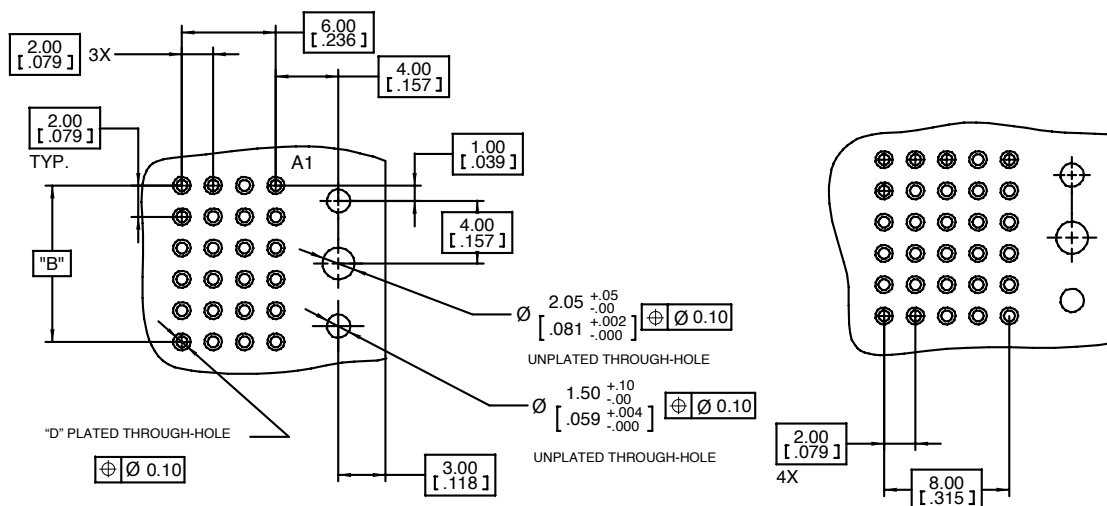 6.00
[.236]
2.00
[.079]
3X
4.00
[.157]
2.00
[.079]
TYP.
A1
1.00
[.039]
4.00
[.157]
"B"
Ø 2.05 +.05 -.00
[.081 +.002 -.000]
⌖ Ø 0.10
UNPLATED THROUGH-HOLE
Ø 1.50 +.10 -.00
[.059 +.004 -.000]
⌖ Ø 0.10
UNPLATED THROUGH-HOLE
“D” PLATED THROUGH-HOLE
⌖ Ø 0.10
3.00
[.118]
2.00
[.079]
4X
8.00
[.315]